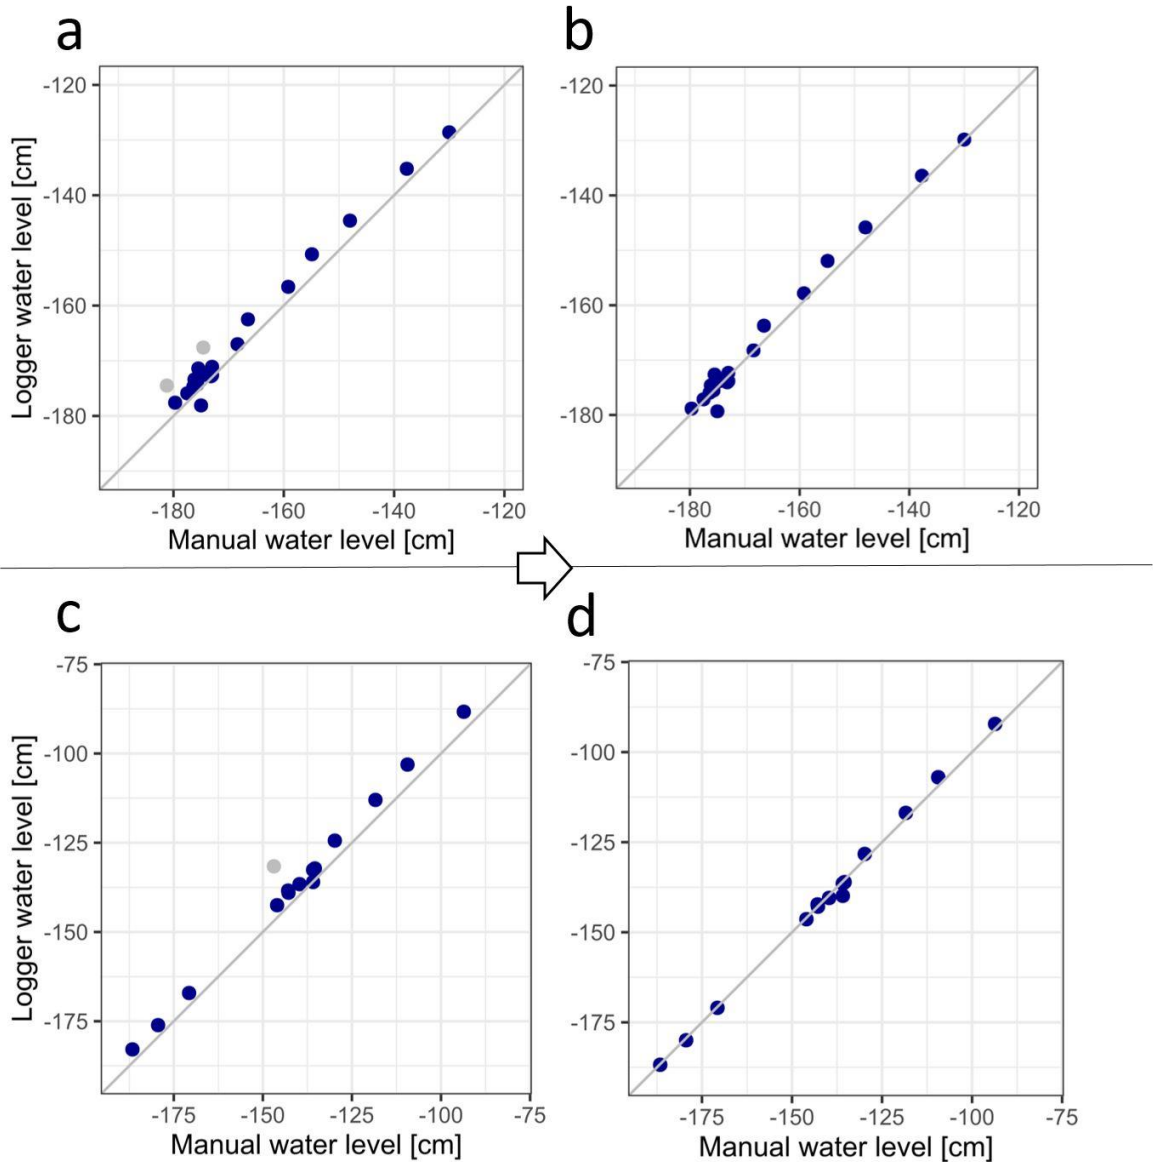 a
b
-120
-140
-160
-180
Logger water level [cm]
-180 -160 -140 -120
Manual water level [cm]
-120
-140
-160
-180
-180 -160 -140 -120
Manual water level [cm]
c
d
-75
-100
-125
-150
-175
Logger water level [cm]
-175 -150 -125 -100 -75
Manual water level [cm]
-75
-100
-125
-150
-175
-175 -150 -125 -100 -75
Manual water level [cm]